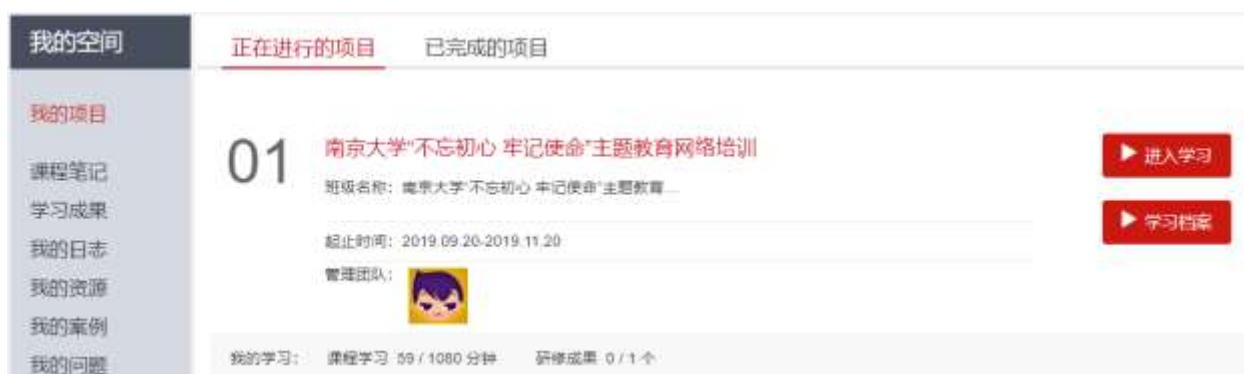 我的空间
正在进行的项目 已完成的项目
我的项目
课程笔记
学习成果
我的日志
我的资源
我的案例
我的问题
01
南京大学“不忘初心 牢记使命”主题教育网络培训
班级名称：南京大学“不忘初心 牢记使命”主题教育...
起止时间：2019.09.20-2019.11.20
管理团队：
▶ 进入学习
▶ 学习档案
我的学习： 课程学习 59 / 1080 分钟 研修成果 0 / 1 个